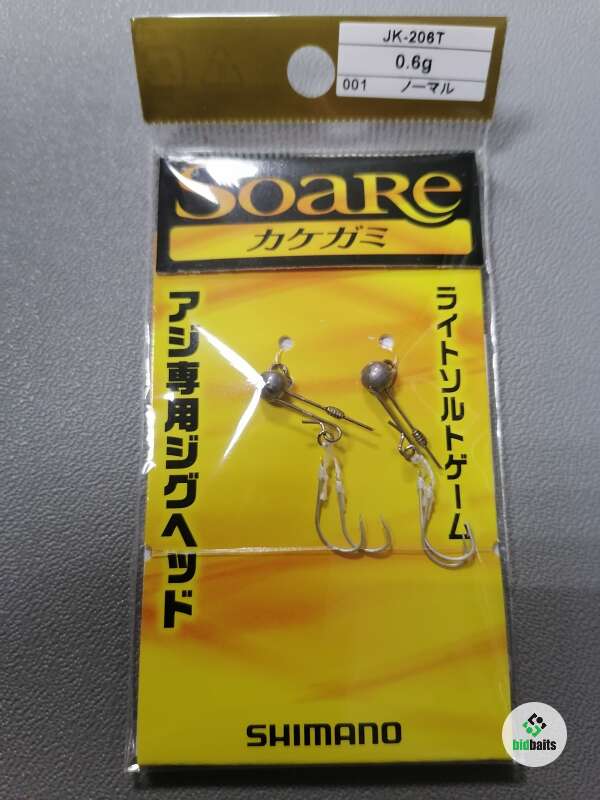 JK-206T
0.6g
001 ノーマル
Soare
カケガミ
アジ専用ジグヘッド
ライトソルトゲーム
SHIMANO
bidbaits